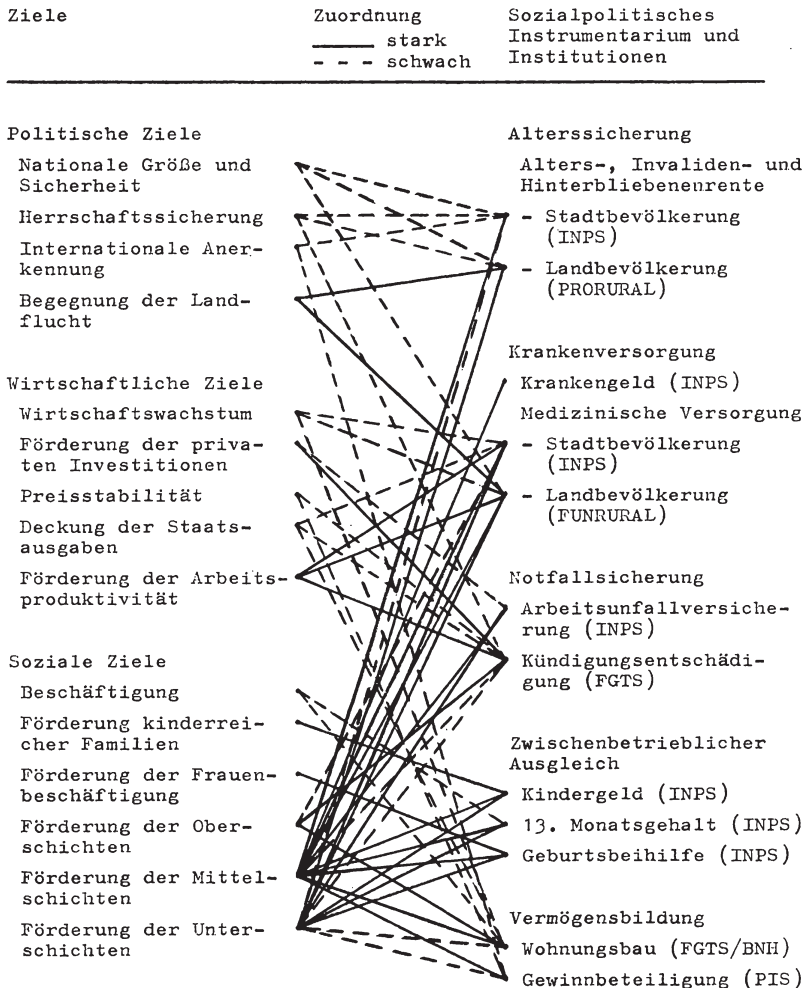 Ziele
Zuordnung
stark
schwach
Sozialpolitisches
Instrumentarium und
Institutionen
Politische Ziele
Nationale Größe und
Sicherheit
Herrschaftssicherung
Internationale Aner-
kennung
Begegnung der Land-
flucht
Wirtschaftliche Ziele
Wirtschaftswachstum
Förderung der priva-
ten Investitionen
Preisstabilität
Deckung der Staats-
ausgaben
Förderung der Arbeits-
produktivität
Soziale Ziele
Beschäftigung
Förderung kinderrei-
cher Familien
Förderung der Frauen-
beschäftigung
Förderung der Ober-
schichten
Förderung der Mittel-
schichten
Förderung der Unter-
schichten
Alterssicherung
Alters-, Invaliden- und
Hinterbliebenenrente
- Stadtbevölkerung
(INPS)
- Landbevölkerung
(PRORURAL)
Krankenversorgung
Krankengeld (INPS)
Medizinische Versorgung
- Stadtbevölkerung
(INPS)
- Landbevölkerung
(FUNRURAL)
Notfallsicherung
Arbeitsunfallversiche-
rung (INPS)
Kündigungsentschädi-
gung (FGTS)
Zwischenbetrieblicher
Ausgleich
Kindergeld (INPS)
13. Monatsgehalt (INPS)
Geburtsbeihilfe (INPS)
Vermögensbildung
Wohnungsbau (FGTS/BNH)
Gewinnbeteiligung (PIS)